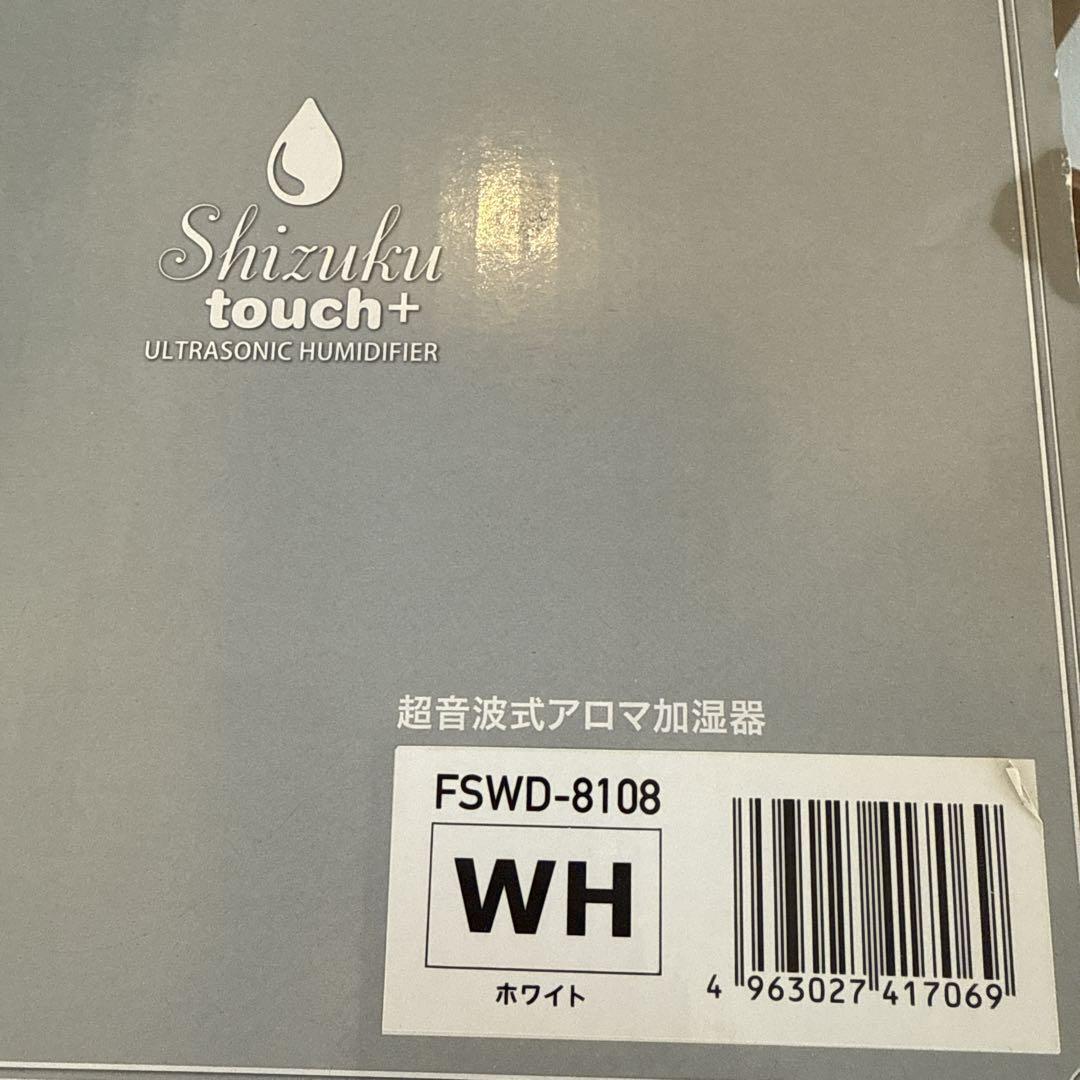 Shizuku
touch+
ULTRASONIC HUMIDIFIER
超音波式アロマ加湿器
FSWD-8108
WH
ホワイト
4 963027 417069